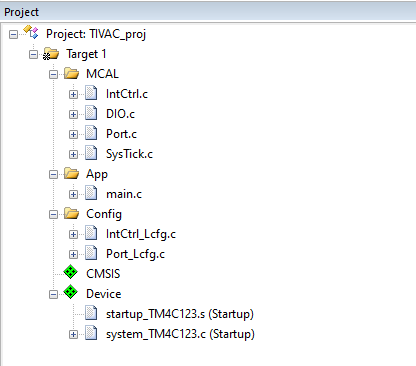 Project
Project: TIVAC_proj
Target 1
MCAL
IntCtrl.c
DIO.c
Port.c
SysTick.c
App
main.c
Config
IntCtrl_Lcfg.c
Port_Lcfg.c
CMSIS
Device
startup_TM4C123.s (Startup)
system_TM4C123.c (Startup)